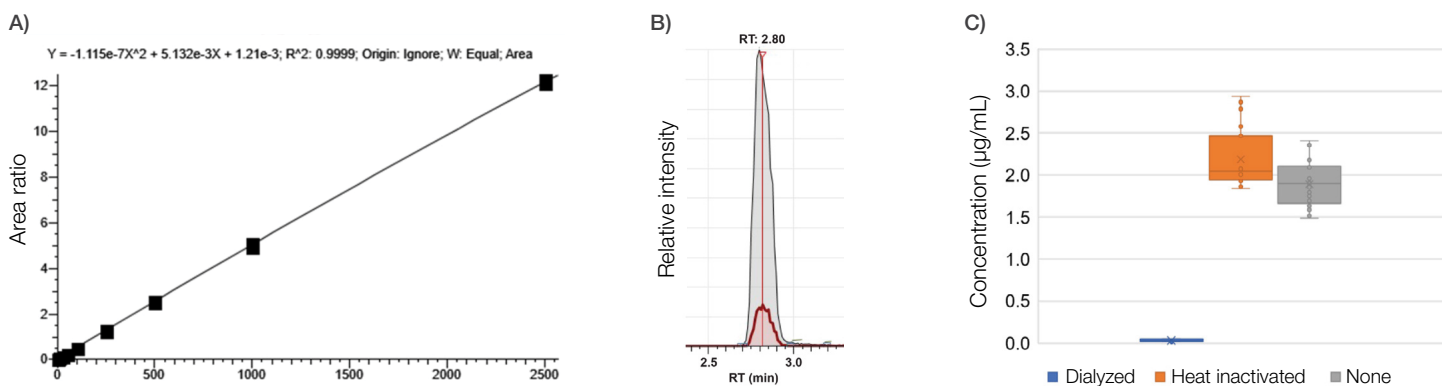 A)
Y = -1.115e-7X^2 + 5.132e-3X + 1.21e-3; R^2: 0.9999; Origin: Ignore; W: Equal; Area
Area ratio
12
10
8
6
4
2
0
0 500 1000 1500 2000 2500
B)
RT: 2.80
Relative intensity
2.5 3.0
RT (min)
C)
Concentration (µg/mL)
3.5
3.0
2.5
2.0
1.5
1.0
0.5
0.0
Dialyzed Heat inactivated None